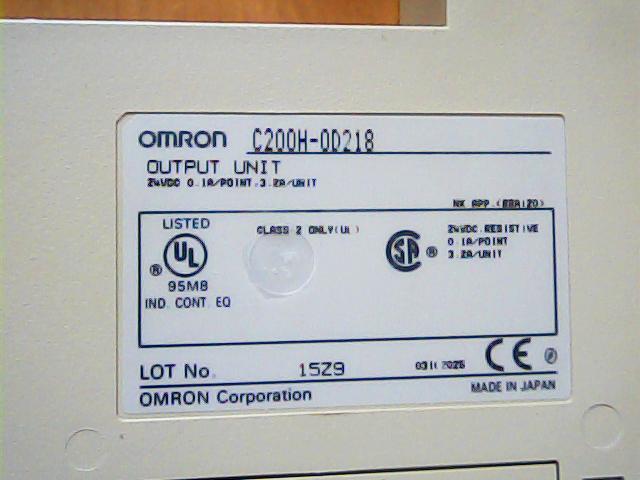 OMRON C200H-OD218
OUTPUT UNIT
24VDC 0.1A/POINT, 3.2A/UNIT
NK APP.
LISTED
UL
®
95M8
IND. CONT. EQ
CLASS 2 ONLY(UL)
SA ®
24VDC RESISTIVE
0.1A/POINT
3.2A/UNIT
LOT No. 15Z9
CE
OMRON Corporation
MADE IN JAPAN